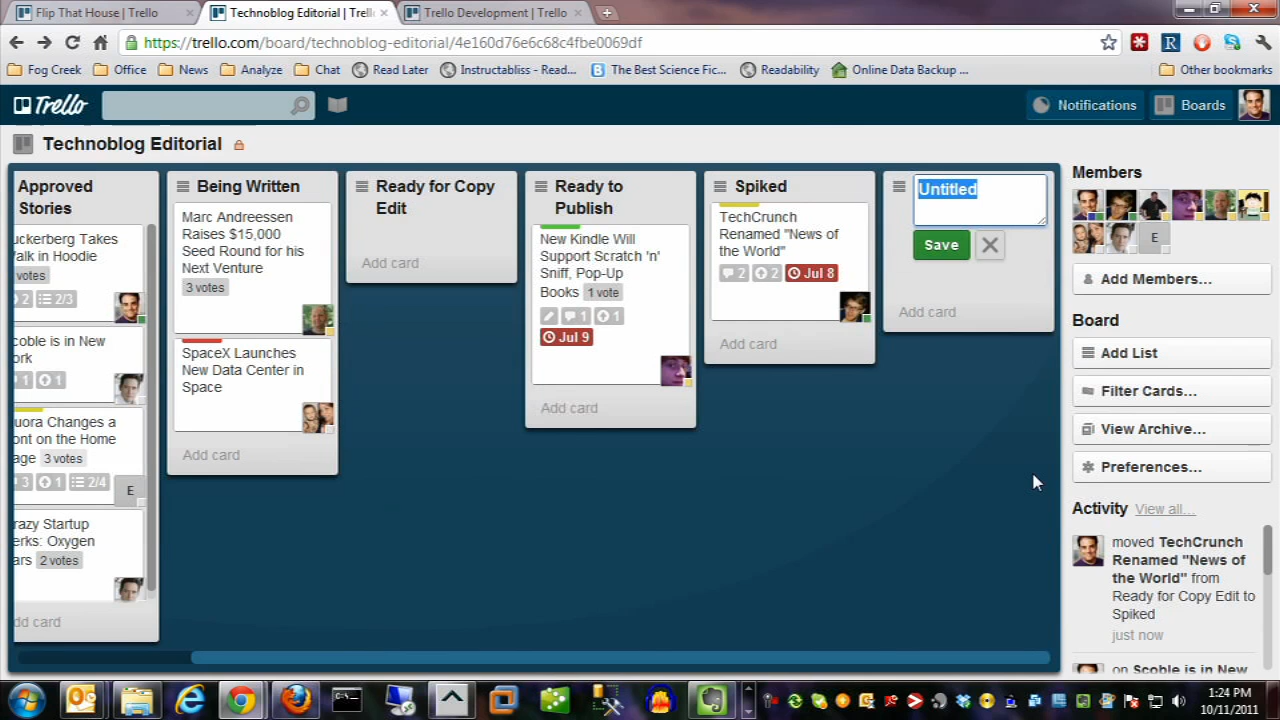 Flip That House | Trello
Technoblog Editorial | Trello
Trello Development | Trello
https://trello.com/board/technoblog-editorial/4e160d76e6c68c4fbe0069df
Fog Creek
Office
News
Analyze
Chat
Read Later
Instructabliss - Read...
The Best Science Fic...
Readability
Online Data Backup ...
Other bookmarks
Trello
Notifications
Boards
Technoblog Editorial
Approved
Stories
uckerberg Takes
alk in Hoodie
votes
2 2/3
coble is in New
ork
1 1
uora Changes a
ont on the Home
age 3 votes
3 1 2/4
E
razy Startup
erks: Oxygen
ars 2 votes
dd card
Being Written
Marc Andreessen
Raises $15,000
Seed Round for his
Next Venture
3 votes
SpaceX Launches
New Data Center in
Space
Add card
Ready for Copy
Edit
Add card
Ready to
Publish
New Kindle Will
Support Scratch 'n'
Sniff, Pop-Up
Books 1 vote
1 1
Jul 9
Add card
Spiked
TechCrunch
Renamed "News of
the World"
2 2 Jul 8
Add card
Untitled
Save
Add card
Members
E
Add Members...
Board
Add List
Filter Cards...
View Archive...
Preferences...
Activity View all...
moved TechCrunch
Renamed "News of
the World" from
Ready for Copy Edit to
Spiked
just now
on Scoble is in New
1:24 PM
10/11/2011